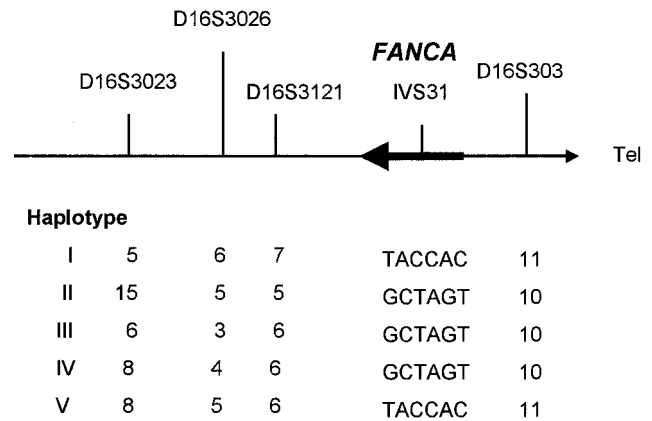 D16S3026
FANCA
D16S3023
D16S3121
IVS31
D16S303
Tel
Haplotype
I 5 6 7 TACCAC 11
II 15 5 5 GCTAGT 10
III 6 3 6 GCTAGT 10
IV 8 4 6 GCTAGT 10
V 8 5 6 TACCAC 11